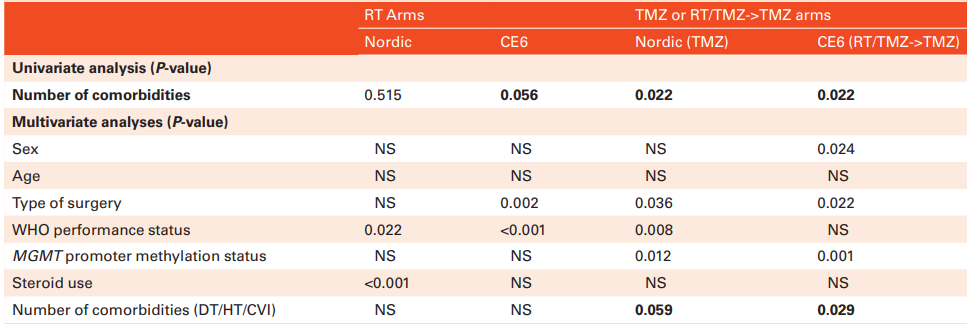 RT Arms TMZ or RT/TMZ->TMZ arms
Nordic CE6 Nordic (TMZ) CE6 (RT/TMZ->TMZ)
Univariate analysis (P-value)
Number of comorbidities 0.515 0.056 0.022 0.022
Multivariate analyses (P-value)
Sex NS NS NS 0.024
Age NS NS NS NS
Type of surgery NS 0.002 0.036 0.022
WHO performance status 0.022 <0.001 0.008 NS
MGMT promoter methylation status NS NS 0.012 0.001
Steroid use <0.001 NS NS NS
Number of comorbidities (DT/HT/CVI) NS NS 0.059 0.029